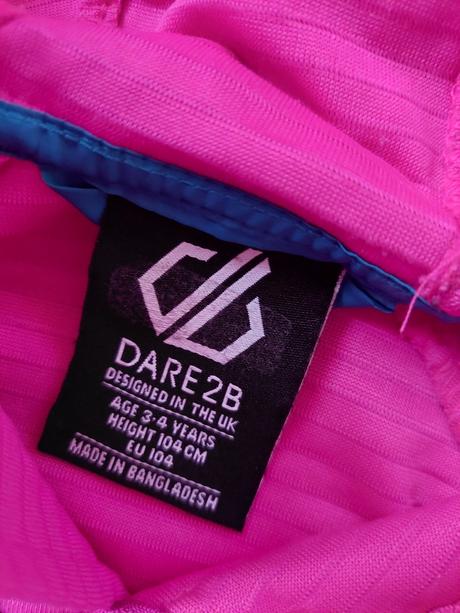 DARE2B
DESIGNED IN THE UK
AGE 3-4 YEARS
HEIGHT 104 CM
EU 104
MADE IN BANGLADESH